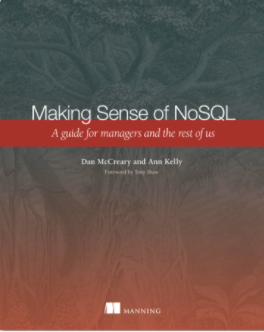 Making Sense of NoSQL
A guide for managers and the rest of us
Dan McCreary and Ann Kelly
Foreword by Tony Shaw
MANNING